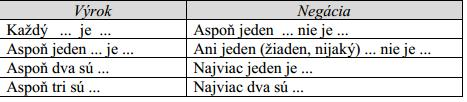 Výrok Negácia
Každý ... je ... Aspoň jeden ... nie je ...
Aspoň jeden ... je ... Ani jeden (žiaden, nijaký) ... nie je ...
Aspoň dva sú ... Najviac jeden je ...
Aspoň tri sú ... Najviac dva sú ...